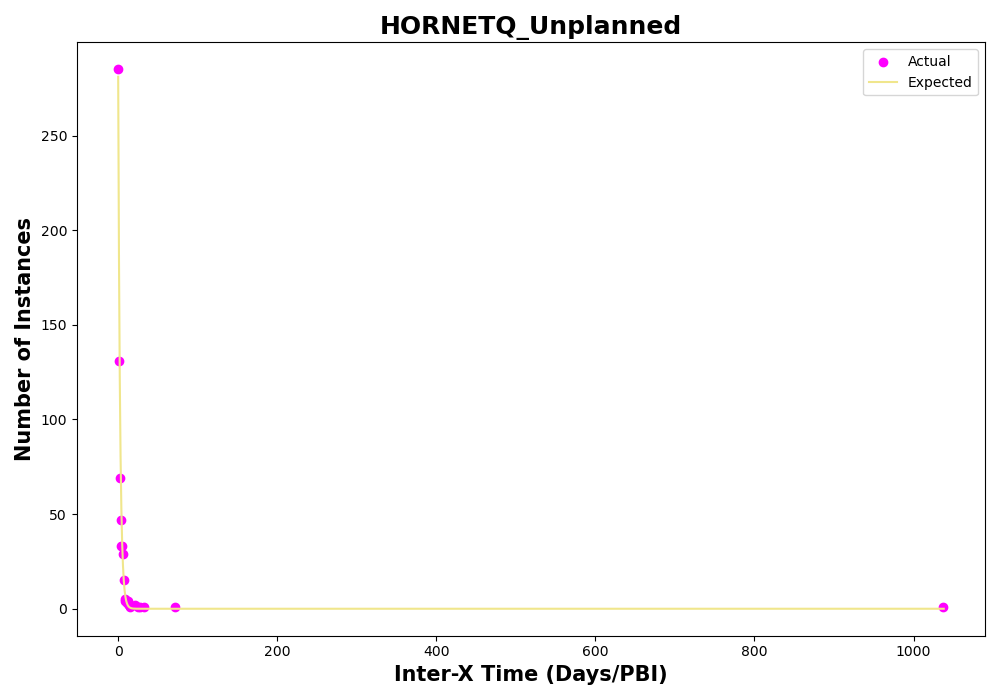 HORNETQ_Unplanned
Actual
Expected
Number of Instances
250
200
150
100
50
0
0
200
400
600
800
1000
Inter-X Time (Days/PBI)